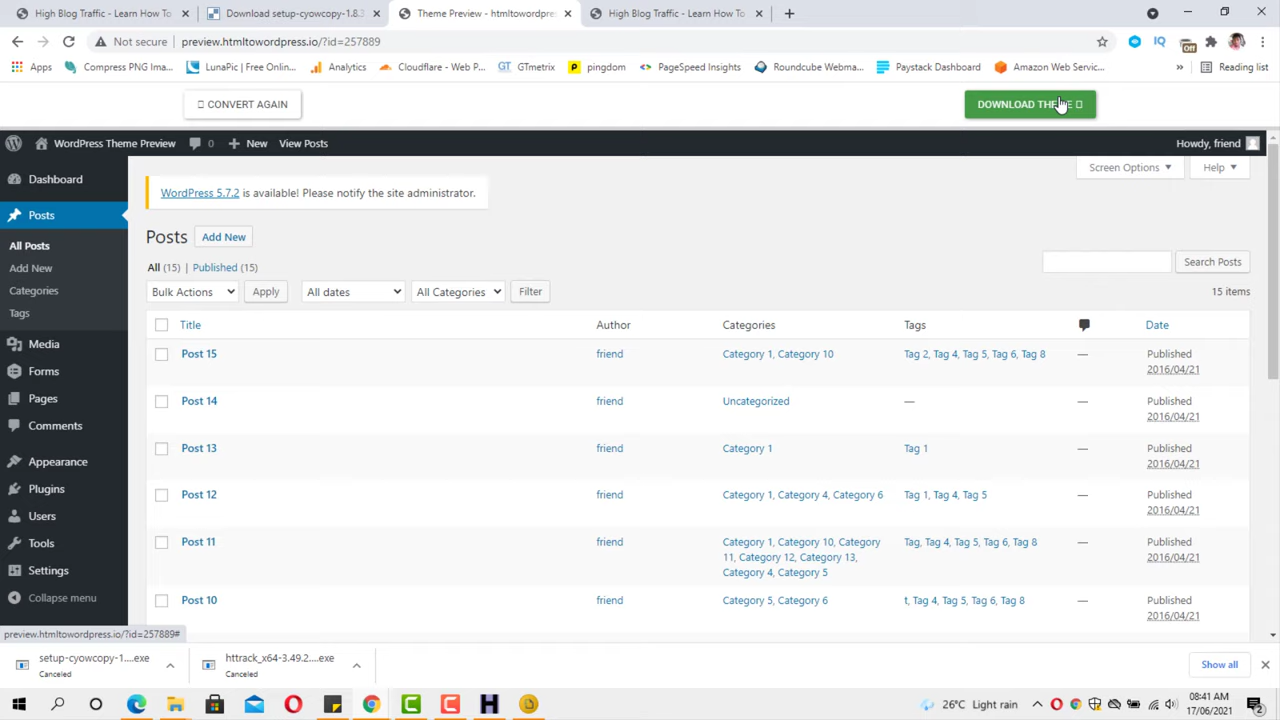 High Blog Traffic - Learn How To
Download setup-cyowcopy-1.8.3
Theme Preview - htmltowordpres
High Blog Traffic - Learn How To
Not secure
preview.htmltowordpress.io/?id=257889
Off
Apps
Compress PNG Ima...
LunaPic | Free Onlin...
Analytics
Cloudflare - Web P...
GTmetrix
pingdom
PageSpeed Insights
Roundcube Webma...
Paystack Dashboard
Amazon Web Servic...
»
Reading list
CONVERT AGAIN
DOWNLOAD THE
WordPress Theme Preview
0
New
View Posts
Howdy, friend
Dashboard
Posts
All Posts
Add New
Categories
Tags
Media
Forms
Pages
Comments
Appearance
Plugins
Users
Tools
Settings
Collapse menu
Screen Options
Help
WordPress 5.7.2 is available! Please notify the site administrator.
Posts
Add New
All (15) | Published (15)
Search Posts
Bulk Actions
Apply
All dates
All Categories
Filter
15 items
Title
Author
Categories
Tags
Date
Post 15
friend
Category 1, Category 10
Tag 2, Tag 4, Tag 5, Tag 6, Tag 8
—
Published
2016/04/21
Post 14
friend
Uncategorized
—
—
Published
2016/04/21
Post 13
friend
Category 1
Tag 1
—
Published
2016/04/21
Post 12
friend
Category 1, Category 4, Category 6
Tag 1, Tag 4, Tag 5
—
Published
2016/04/21
Post 11
friend
Category 1, Category 10, Category
11, Category 12, Category 13,
Category 4, Category 5
Tag, Tag 4, Tag 5, Tag 6, Tag 8
—
Published
2016/04/21
Post 10
friend
Category 5, Category 6
t, Tag 4, Tag 5, Tag 6, Tag 8
—
Published
2016/04/21
preview.htmltowordpress.io/?id=257889#
setup-cyowcopy-1....exe
Canceled
httrack_x64-3.49.2....exe
Canceled
Show all
26°C Light rain
08:41 AM
17/06/2021
2